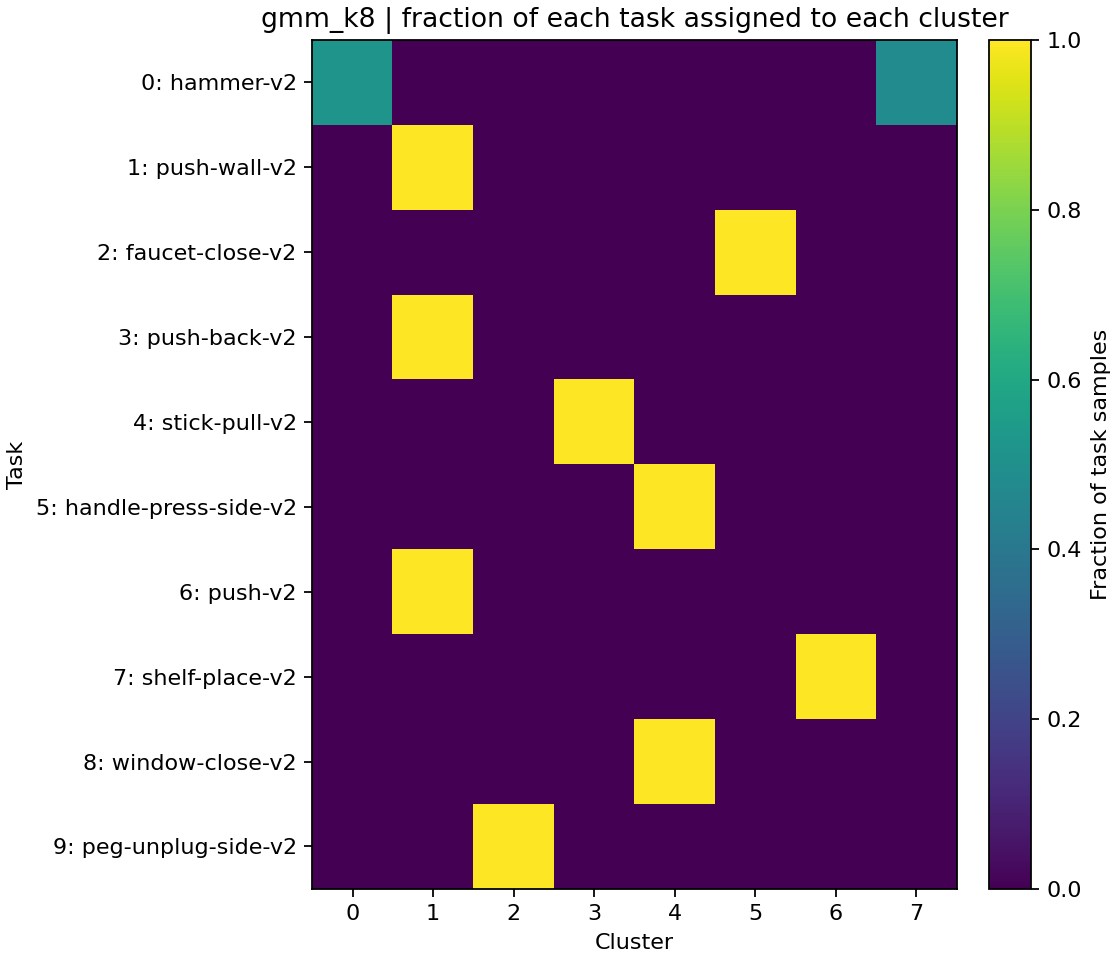 gmm_k8 | fraction of each task assigned to each cluster
0: hammer-v2
1: push-wall-v2
2: faucet-close-v2
3: push-back-v2
4: stick-pull-v2
5: handle-press-side-v2
6: push-v2
7: shelf-place-v2
8: window-close-v2
9: peg-unplug-side-v2
Task
0 1 2 3 4 5 6 7
Cluster
1.0
0.8
0.6
0.4
0.2
0.0
Fraction of task samples